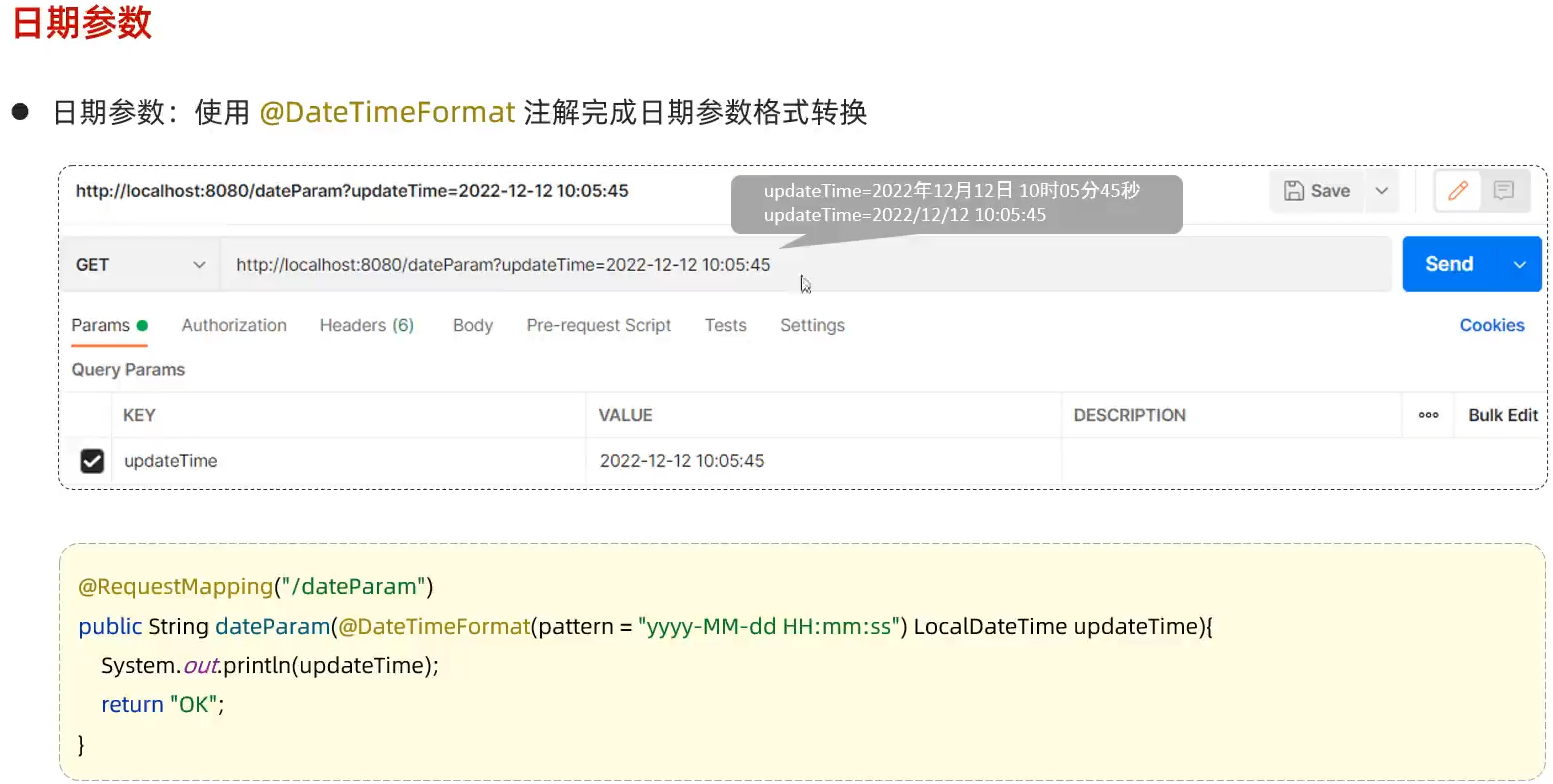 日期参数
日期参数：使用 @DateTimeFormat 注解完成日期参数格式转换
http://localhost:8080/dateParam?updateTime=2022-12-12 10:05:45
updateTime=2022年12月12日 10时05分45秒
updateTime=2022/12/12 10:05:45
Save
GET http://localhost:8080/dateParam?updateTime=2022-12-12 10:05:45 Send
Params Authorization Headers (6) Body Pre-request Script Tests Settings Cookies
Query Params
KEY VALUE DESCRIPTION Bulk Edit
updateTime 2022-12-12 10:05:45
@RequestMapping("/dateParam")
public String dateParam(@DateTimeFormat(pattern = "yyyy-MM-dd HH:mm:ss") LocalDateTime updateTime){
System.out.println(updateTime);
return "OK";
}